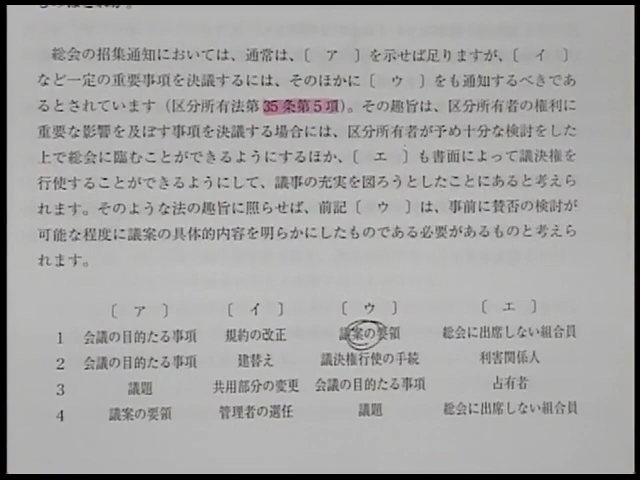 総会の招集通知においては、通常は、〔 ア 〕を示せば足りますが、〔 イ 〕
など一定の重要事項を決議するには、そのほかに〔 ウ 〕をも通知するべきであ
るとされています（区分所有法第35条第5項）。その趣旨は、区分所有者の権利に
重要な影響を及ぼす事項を決議する場合には、区分所有者が予め十分な検討をした
上で総会に臨むことができるようにするほか、〔 エ 〕も書面によって議決権を
行使することができるようにして、議事の充実を図ろうとしたことにあると考えら
れます。そのような法の趣旨に照らせば、前記〔 ウ 〕は、事前に賛否の検討が
可能な程度に議案の具体的内容を明らかにしたものである必要があるものと考えら
れます。
〔 ア 〕 〔 イ 〕 〔 ウ 〕 〔 エ 〕
1 会議の目的たる事項 規約の改正 議案の要領 総会に出席しない組合員
2 会議の目的たる事項 建替え 議決権行使の手続 利害関係人
3 議題 共用部分の変更 会議の目的たる事項 占有者
4 議案の要領 管理者の選任 議題 総会に出席しない組合員